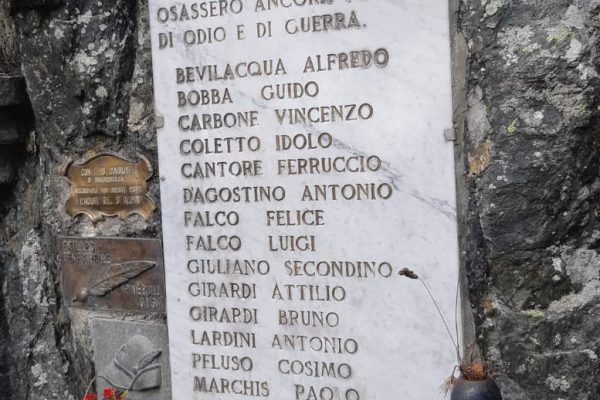 OSASSERO ANCORA
DI ODIO E DI GUERRA.
BEVILACQUA ALFREDO
BOBBA GUIDO
CARBONE VINCENZO
COLETTO IDOLO
CANTORE FERRUCCIO
D'AGOSTINO ANTONIO
FALCO FELICE
FALCO LUIGI
GIULIANO SECONDINO
GIRARDI ATTILIO
GIRARDI BRUNO
LARDINI ANTONIO
PELUSO COSIMO
MARCHIS PAOLO